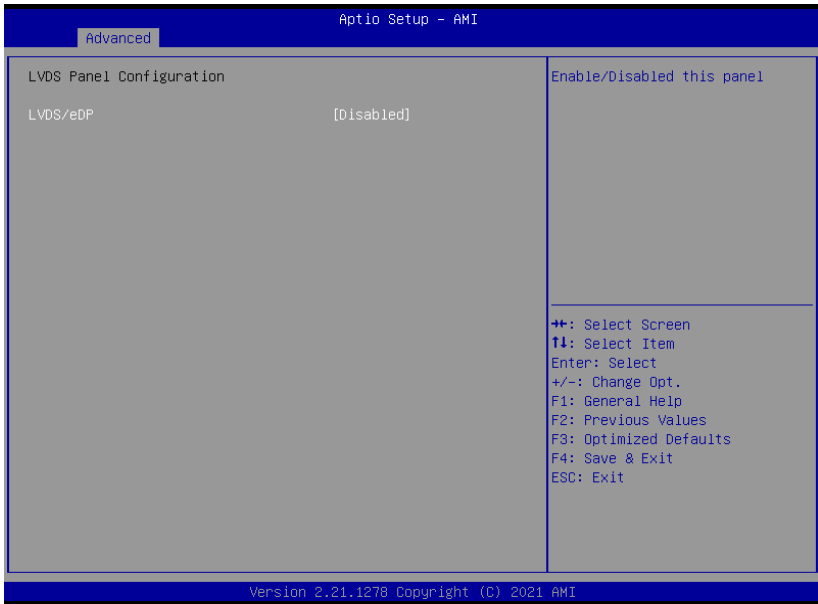 Aptio Setup – AMI
Advanced
LVDS Panel Configuration
LVDS/eDP [Disabled]
Enable/Disabled this panel
→←: Select Screen
↑↓: Select Item
Enter: Select
+/-: Change Opt.
F1: General Help
F2: Previous Values
F3: Optimized Defaults
F4: Save & Exit
ESC: Exit
Version 2.21.1278 Copyright (C) 2021 AMI